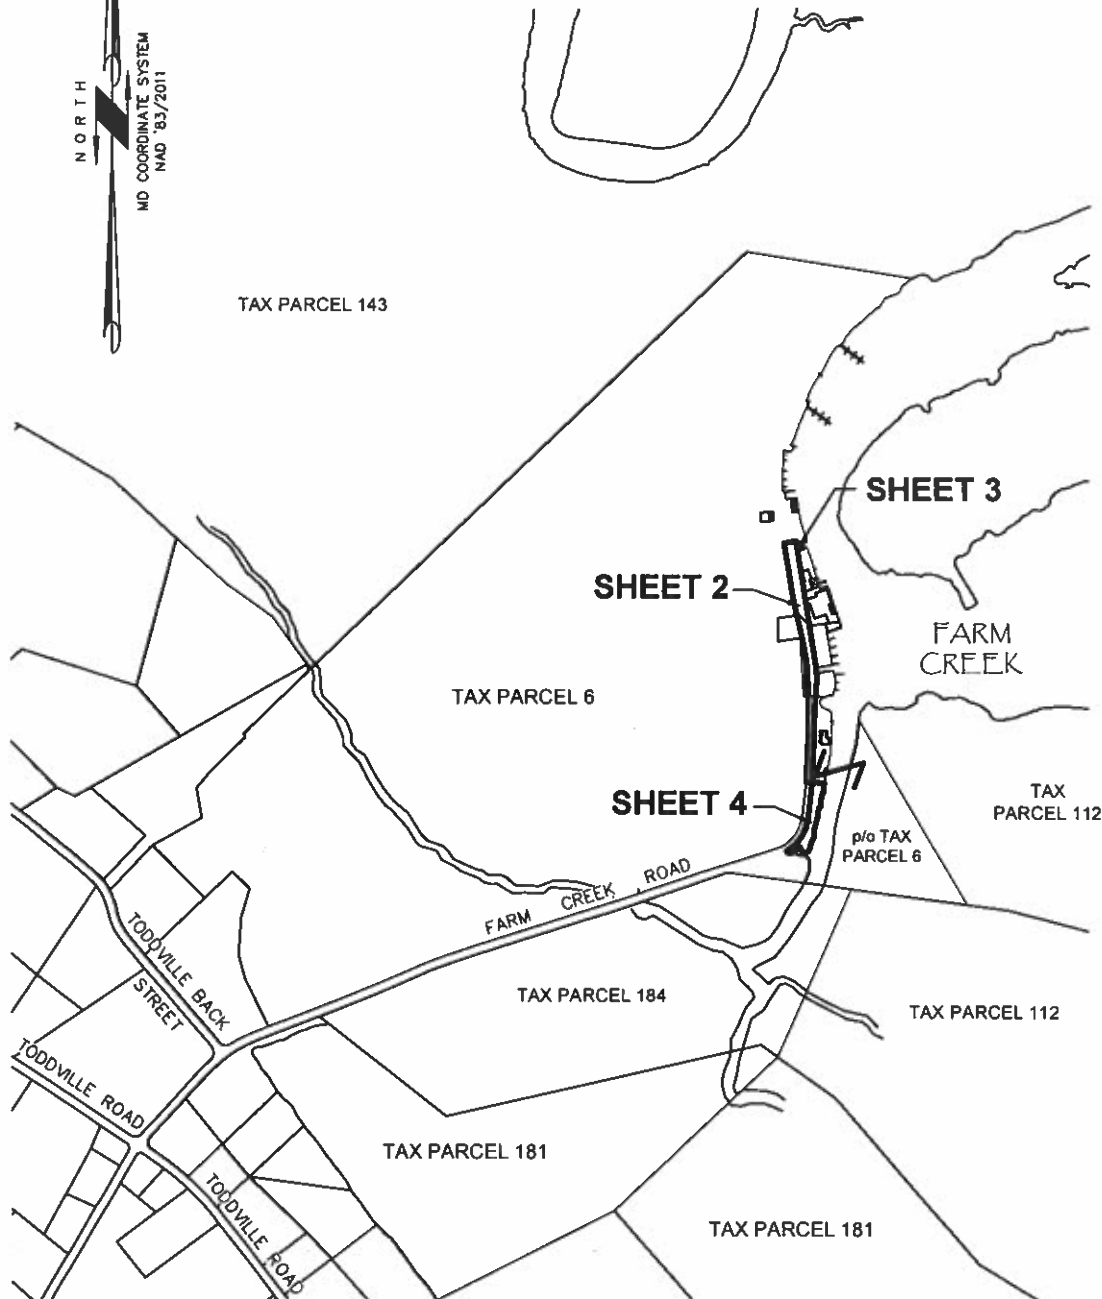 NORTH
MD COORDINATE SYSTEM
NAD '83/2011
TAX PARCEL 143
SHEET 3
SHEET 2
FARM
CREEK
TAX PARCEL 6
SHEET 4
TAX
PARCEL 112
p/o TAX
PARCEL 6
FARM CREEK ROAD
TODDVILLE BACK
STREET
TAX PARCEL 184
TAX PARCEL 112
TODDVILLE ROAD
TAX PARCEL 181
TODDVILLE ROAD
TAX PARCEL 181